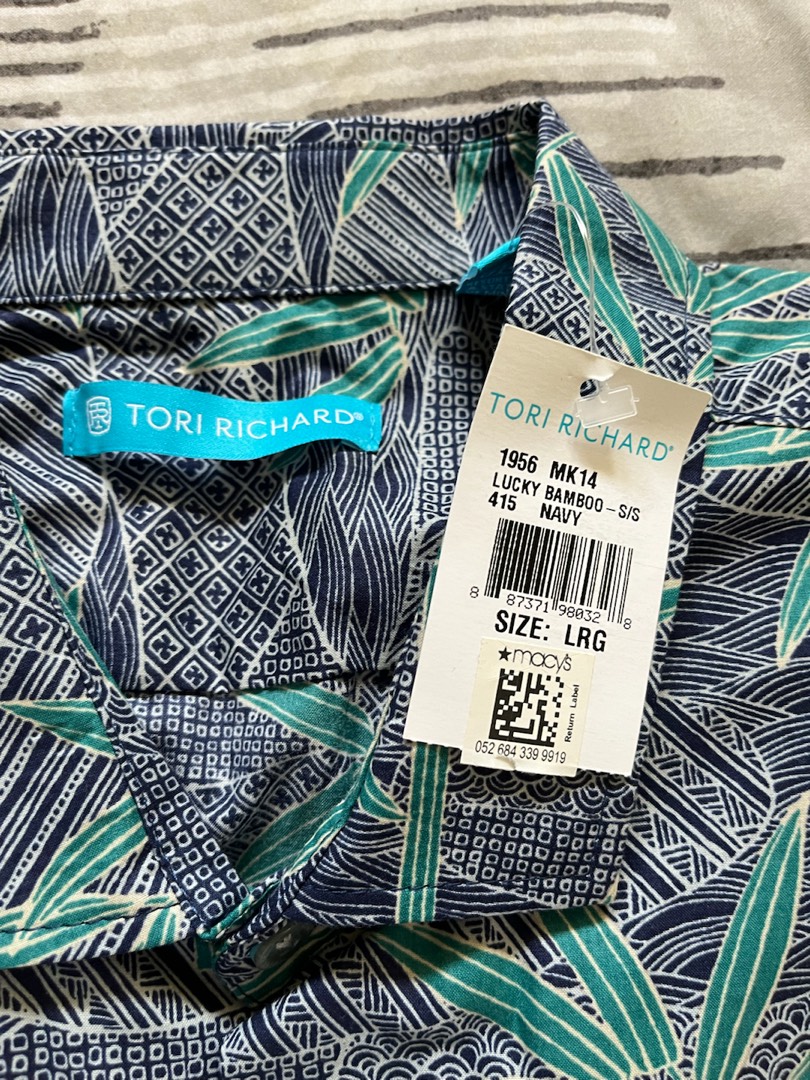 TORI RICHARD®
TORI RICHARD®
1956 MK14
LUCKY BAMBOO-S/S
415 NAVY
8 87371 98032 8
SIZE: LRG
★macy's
Return Label
052 684 339 9919